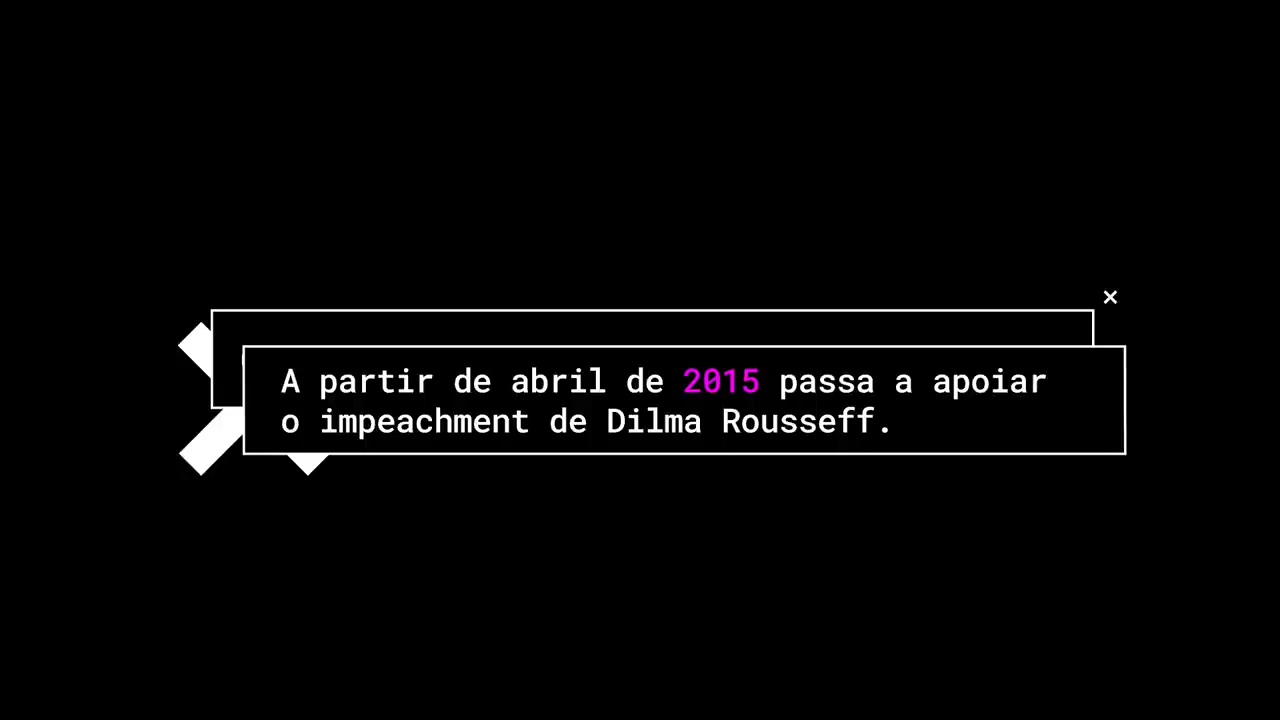 A partir de abril de 2015 passa a apoiar
o impeachment de Dilma Rousseff.